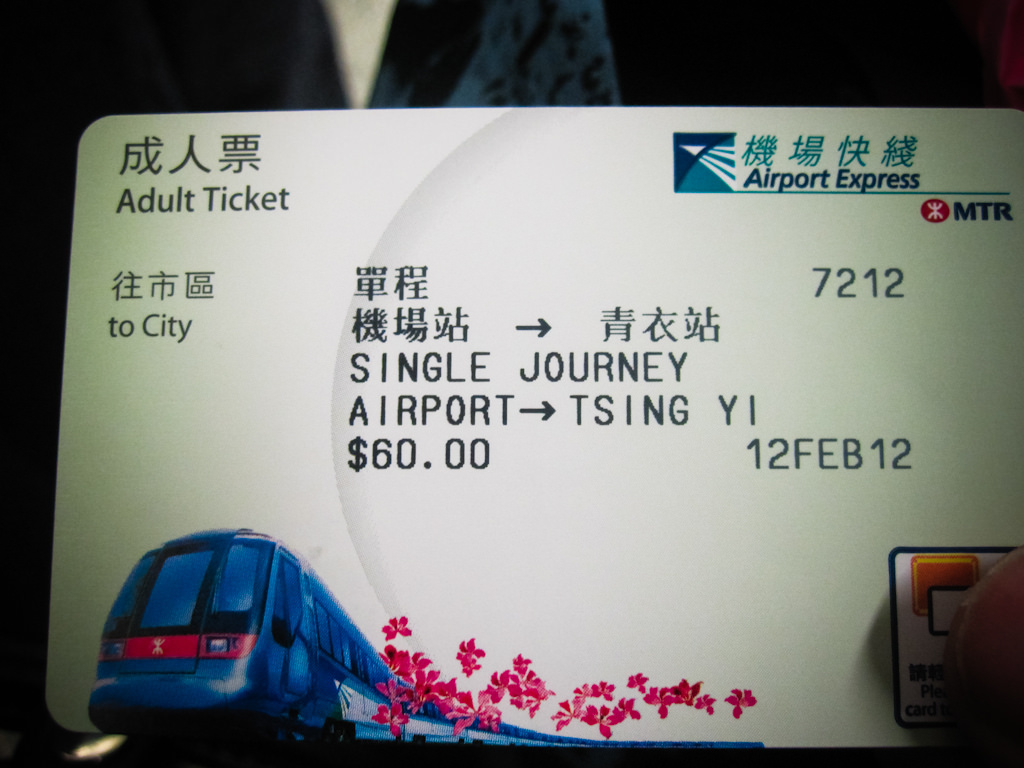 成人票
Adult Ticket
機場快綫
Airport Express
MTR
往市區
to City
單程 7212
機場站 → 青衣站
SINGLE JOURNEY
AIRPORT→TSING YI
$60.00 12FEB12
請輕
card